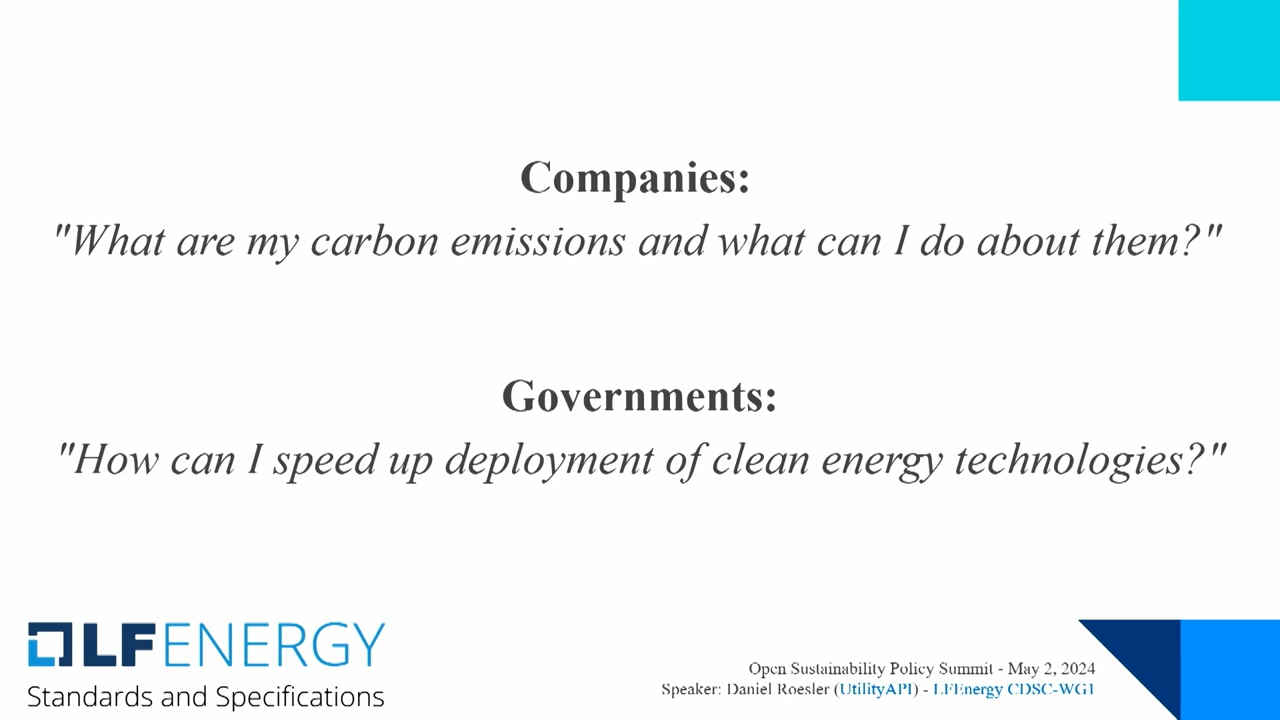 Companies:
"What are my carbon emissions and what can I do about them?"
Governments:
"How can I speed up deployment of clean energy technologies?"
LFENERGY
Standards and Specifications
Open Sustainability Policy Summit - May 2, 2024
Speaker: Daniel Roesler (UtilityAPI) - LFEnergy CDSC-WG1